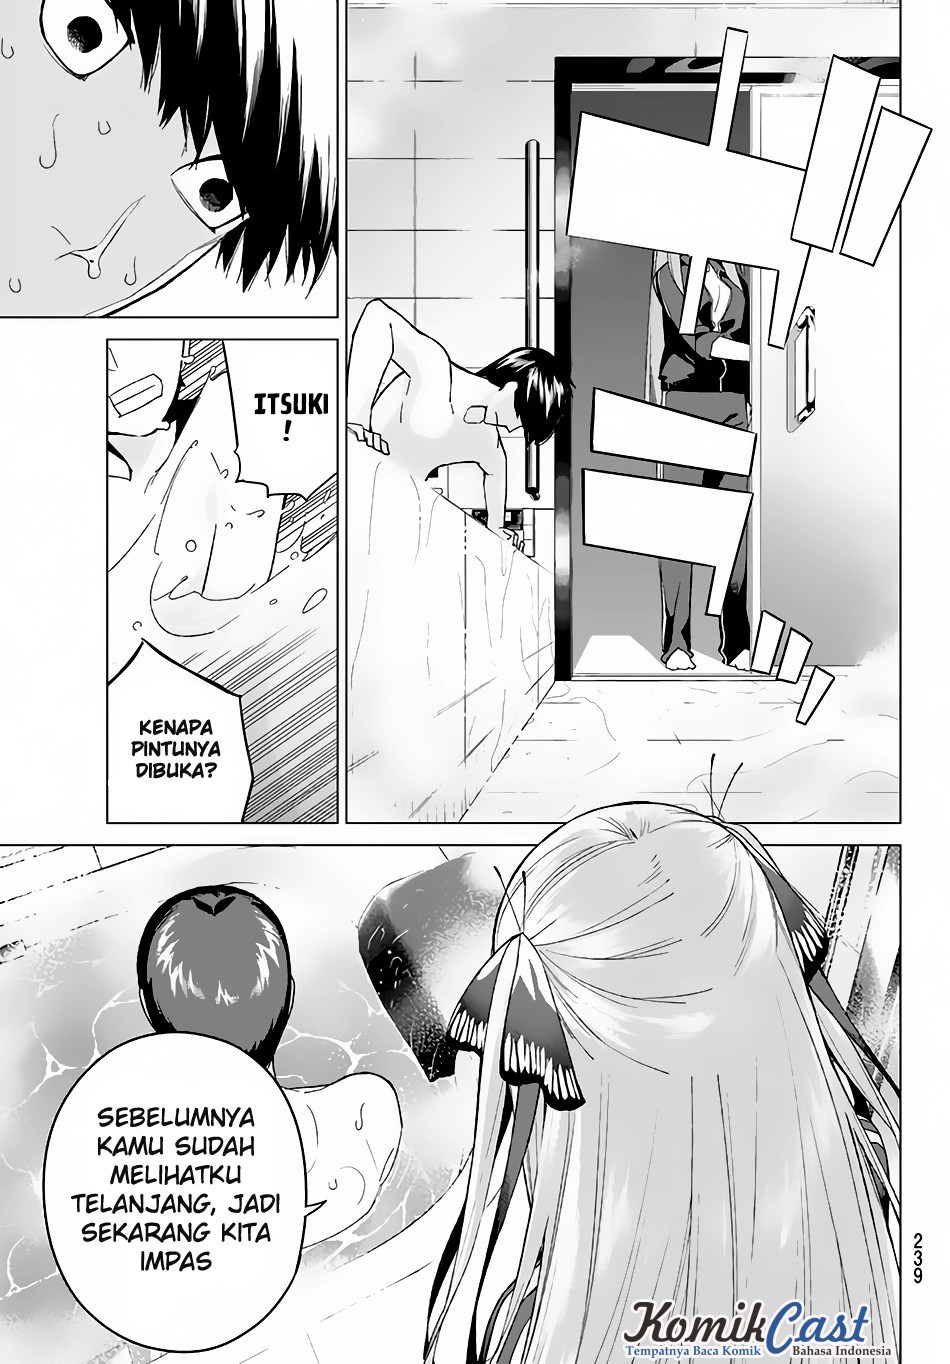 ITSUKI
!
KENAPA
PINTUNYA
DIBUKA?
SEBELUMNYA
KAMU SUDAH
MELIHATKU
TELANJANG, JADI
SEKARANG KITA
IMPAS
239
KomikCast
Tempatnya Baca Komik Bahasa Indonesia